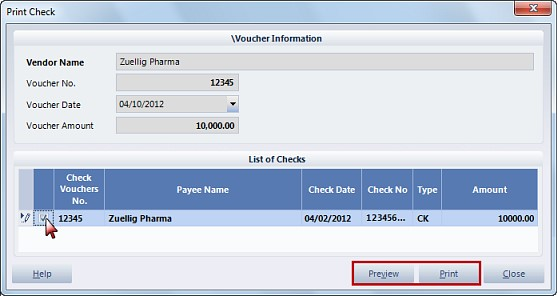 Print Check
\Voucher Information
Vendor Name Zuellig Pharma
Voucher No. 12345
Voucher Date 04/10/2012
Voucher Amount 10,000.00
List of Checks
Check Vouchers No. Payee Name Check Date Check No Type Amount
12345 Zuellig Pharma 04/02/2012 123456... CK 10000.00
Help Preview Print Close